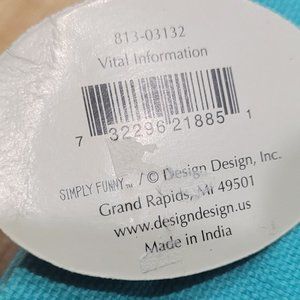 813-03132
Vital Information
7 32296 21885 1
SIMPLY FUNNY™ / © Design Design, Inc.
Grand Rapids, MI 49501
www.designdesign.us
Made in India